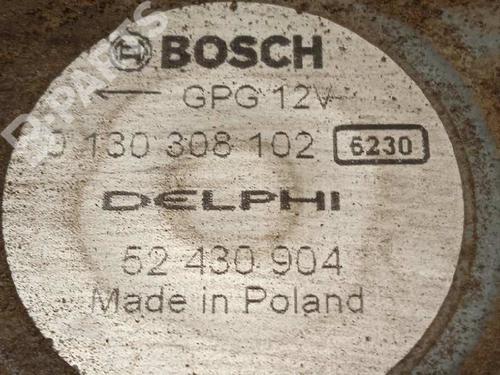 BOSCH
GPG 12V
0 130 308 102 6230
DELPHI
52 430 904
Made in Poland